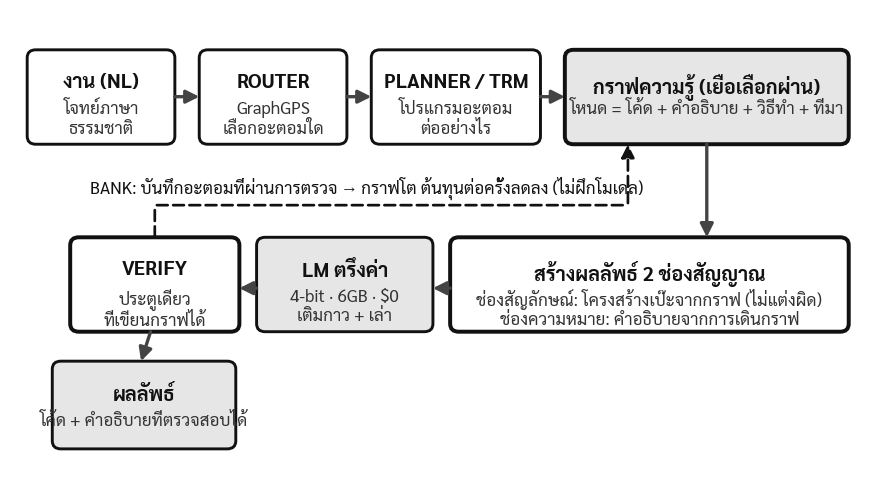 งาน (NL)
โจทย์ภาษา
ธรรมชาติ
ROUTER
GraphGPS
เลือกอะตอมใด
PLANNER / TRM
โปรแกรมอะตอม
ต่ออย่างไร
กราฟความรู้ (เยื่อเลือกผ่าน)
โหนด = โค้ด + คำอธิบาย + วิธีทำ + ที่มา
BANK: บันทึกอะตอมที่ผ่านการตรวจ → กราฟโต ต้นทุนต่อครั้งลดลง (ไม่ฝึกโมเดล)
VERIFY
ประตูเดียว
ที่เขียนกราฟได้
LM ตรึงค่า
4-bit · 6GB · $0
เติมกาว + เล่า
สร้างผลลัพธ์ 2 ช่องสัญญาณ
ช่องสัญลักษณ์: โครงสร้างเป๊ะจากกราฟ (ไม่แต่งผิด)
ช่องความหมาย: คำอธิบายจากการเดินกราฟ
ผลลัพธ์
โค้ด + คำอธิบายที่ตรวจสอบได้